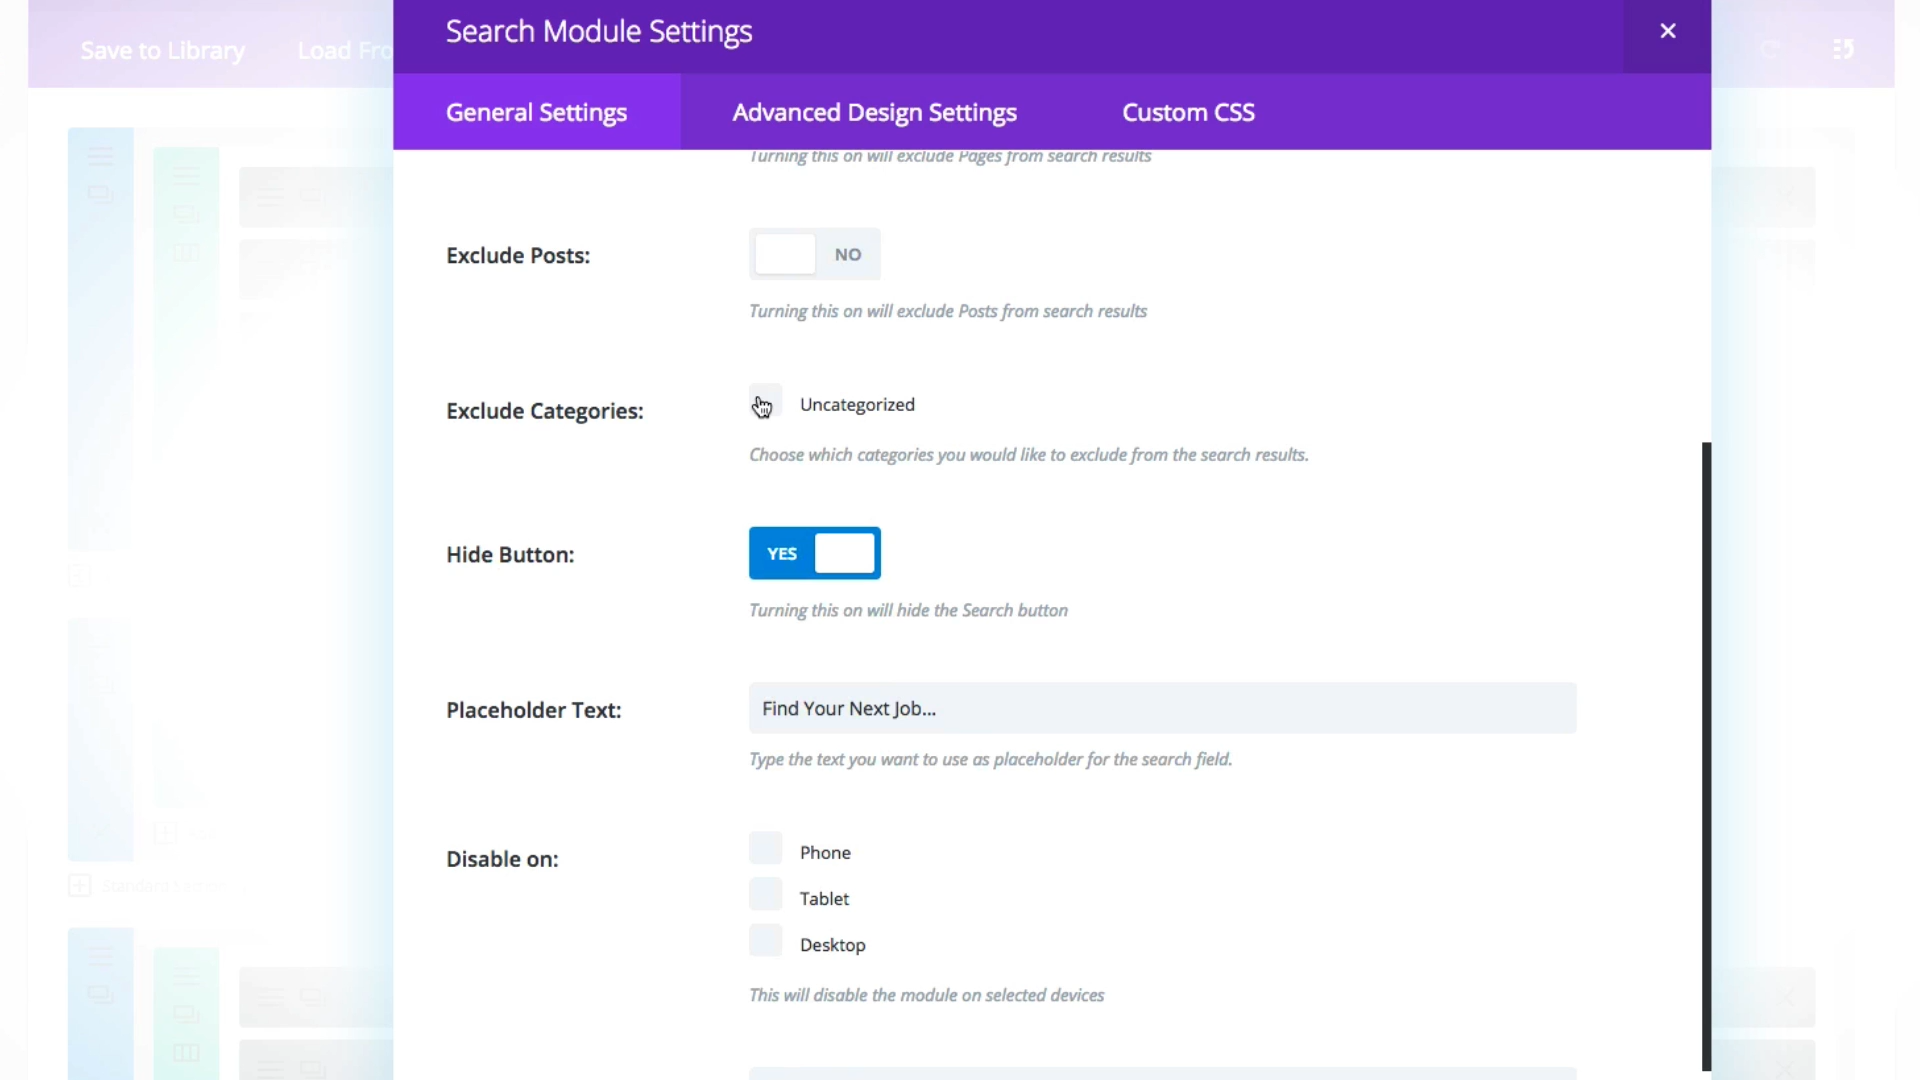 Search Module Settings
Save to Library
Load Fro
General Settings
Advanced Design Settings
Custom CSS
Turning this on will exclude Pages from search results
Exclude Posts:
NO
Turning this on will exclude Posts from search results
Exclude Categories:
Uncategorized
Choose which categories you would like to exclude from the search results.
Hide Button:
YES
Turning this on will hide the Search button
Placeholder Text:
Find Your Next Job...
Type the text you want to use as placeholder for the search field.
Disable on:
Phone
Tablet
Standard
Desktop
This will disable the module on selected devices